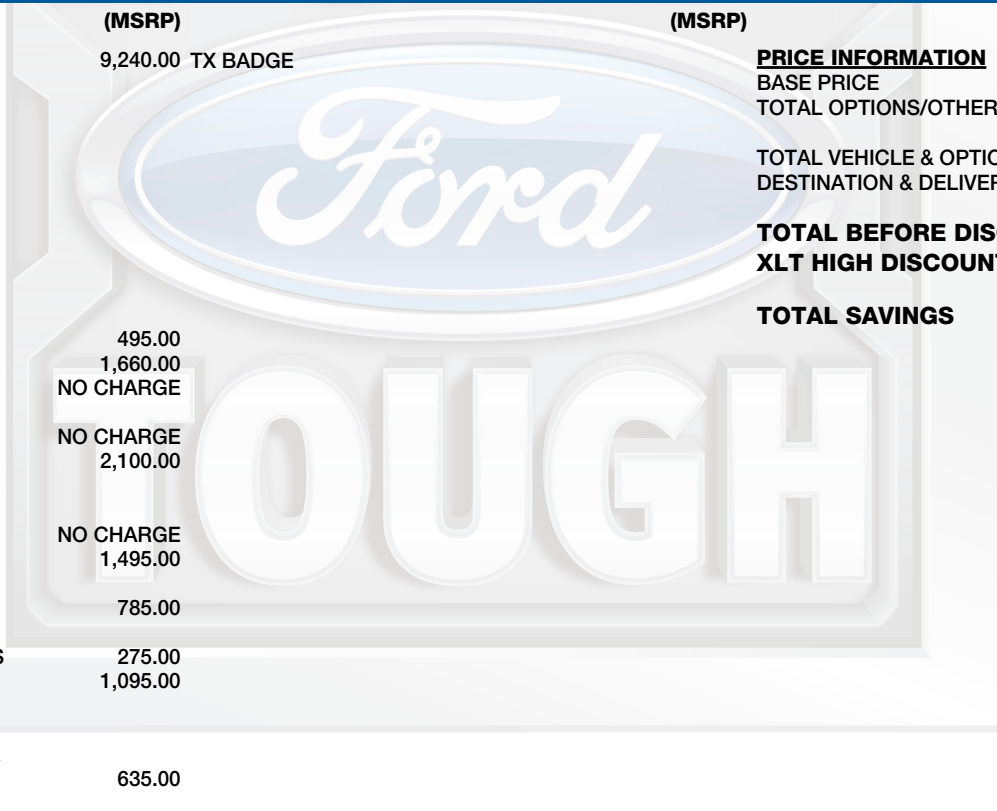 (MSRP)
9,240.00
495.00
1,660.00
NO CHARGE
NO CHARGE
2,100.00
NO CHARGE
1,495.00
785.00
S 275.00
1,095.00
635.00
(MSRP)
TX BADGE
PRICE INFORMATION
BASE PRICE
TOTAL OPTIONS/OTHER
TOTAL VEHICLE & OPTIO
DESTINATION & DELIVER
TOTAL BEFORE DISC
XLT HIGH DISCOUNT
TOTAL SAVINGS
Ford
TOUGH